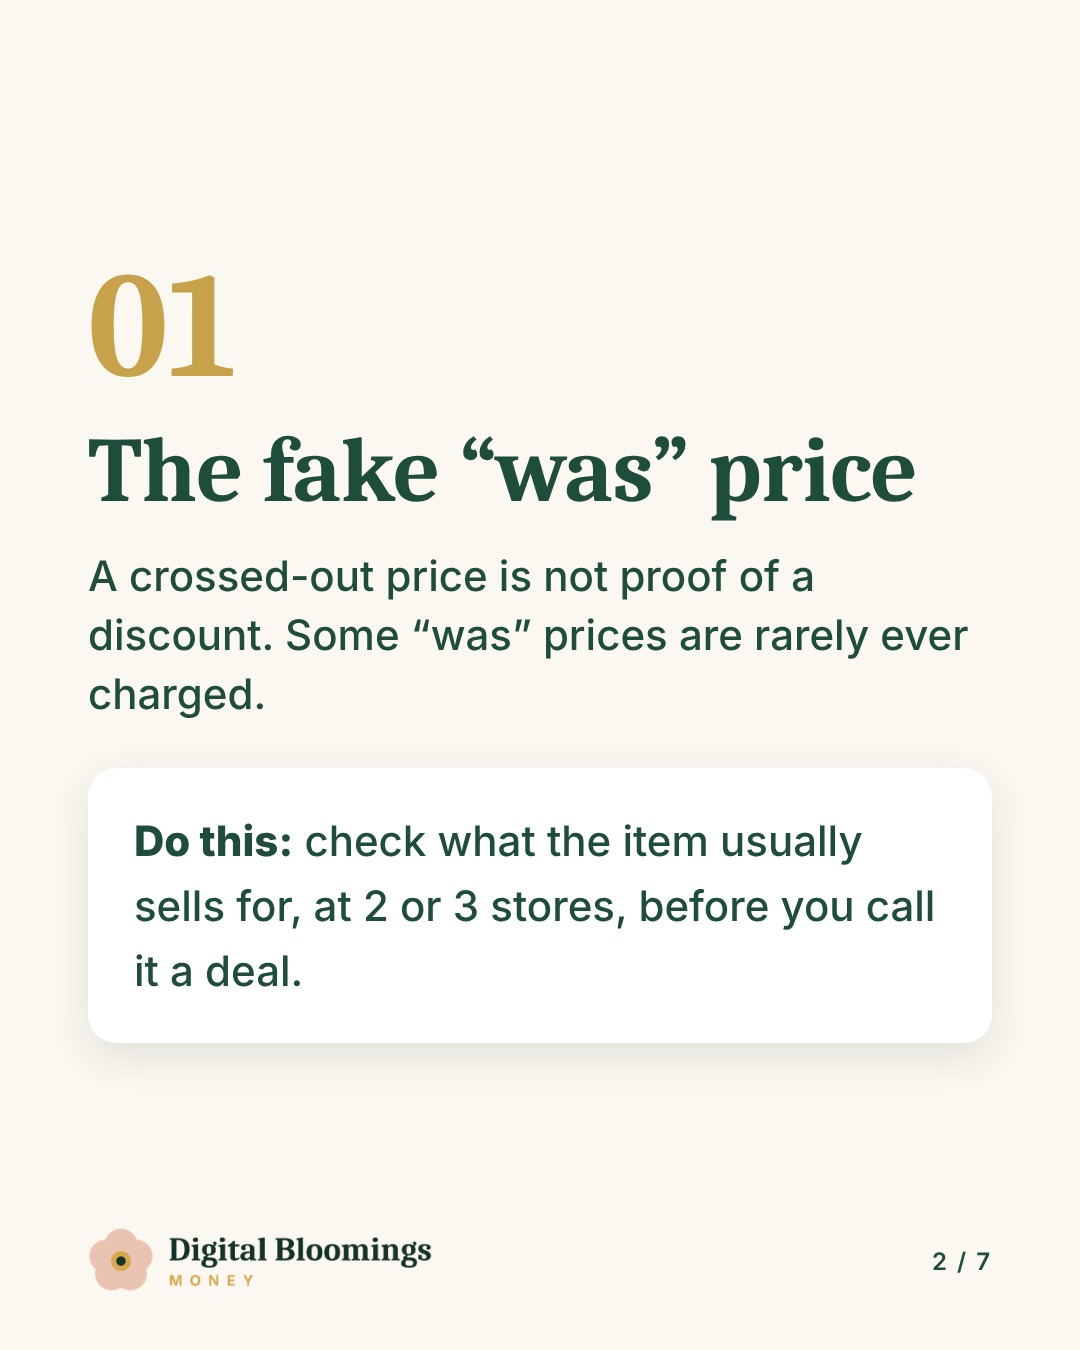 01
The fake “was” price
A crossed-out price is not proof of a
discount. Some “was” prices are rarely ever
charged.
Do this: check what the item usually
sells for, at 2 or 3 stores, before you call
it a deal.
Digital Bloomings
MONEY
2 / 7